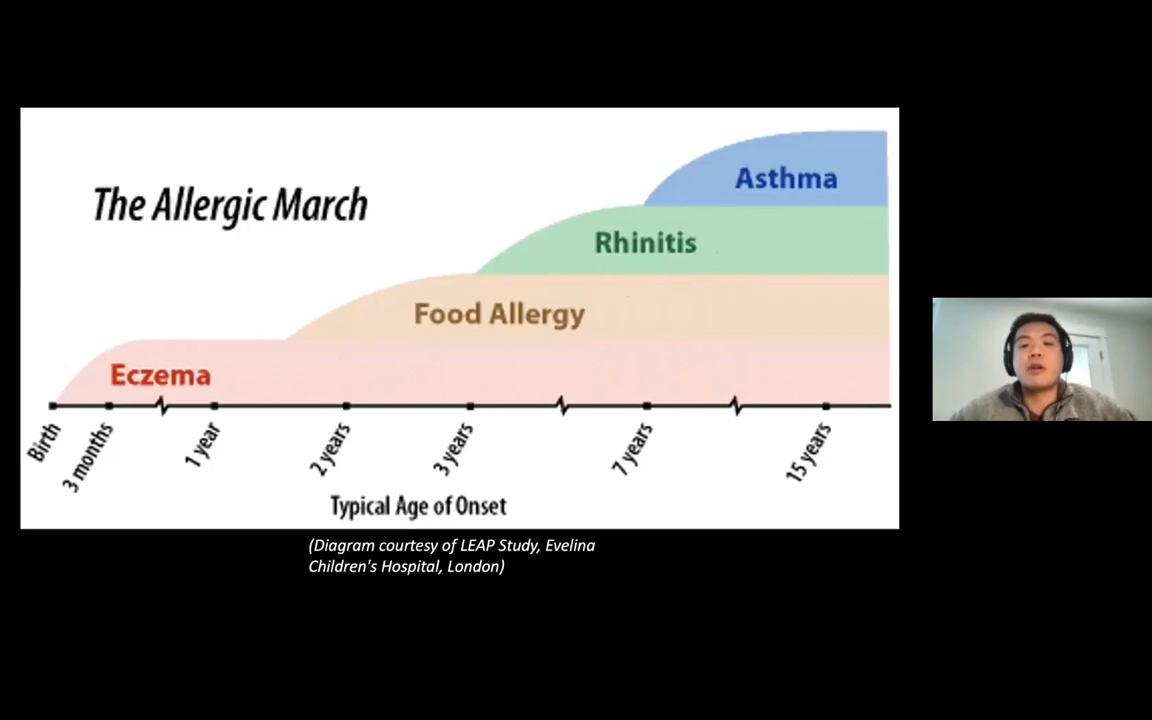 The Allergic March
Asthma
Rhinitis
Food Allergy
Eczema
Birth
3 months
1 year
2 years
3 years
7 years
15 years
Typical Age of Onset
(Diagram courtesy of LEAP Study, Evelina
Children's Hospital, London)